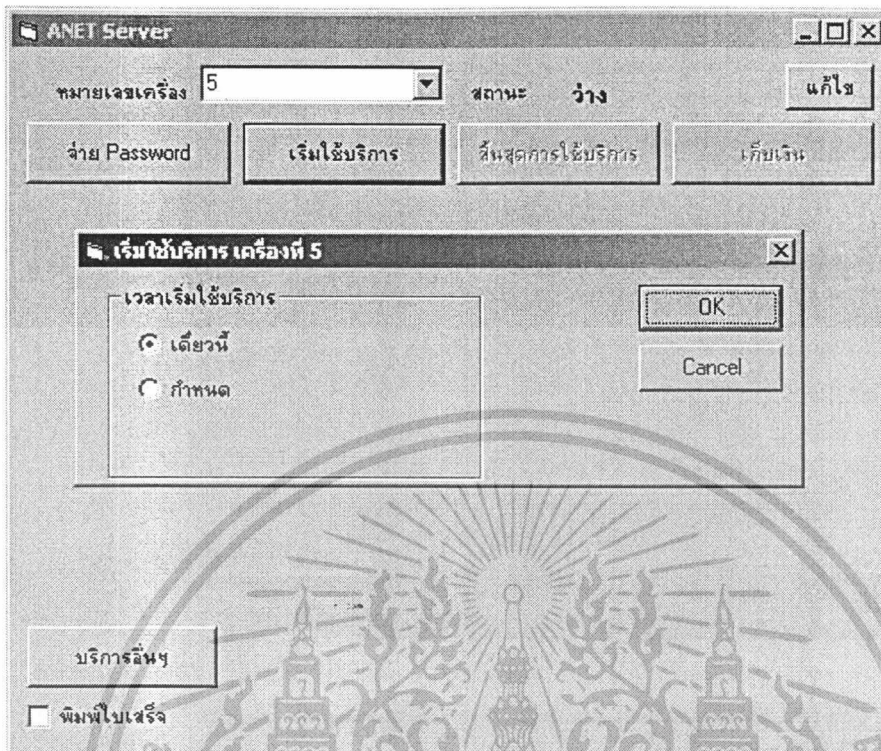 ANET Server
หมายเลขเครื่อง 5 สถานะ ว่าง แก้ไข
จ่าย Password เริ่มใช้บริการ สิ้นสุดการใช้บริการ เก็บเงิน
เริ่มใช้บริการ เครื่องที่ 5
เวลาเริ่มใช้บริการ
OK
เดี๋ยวนี้
Cancel
กำหนด
บริการอื่นๆ
พิมพ์ใบเสร็จ